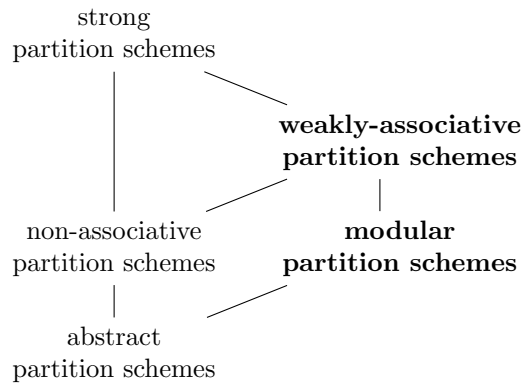 strong
partition schemes
weakly-associative
partition schemes
non-associative
partition schemes
modular
partition schemes
abstract
partition schemes